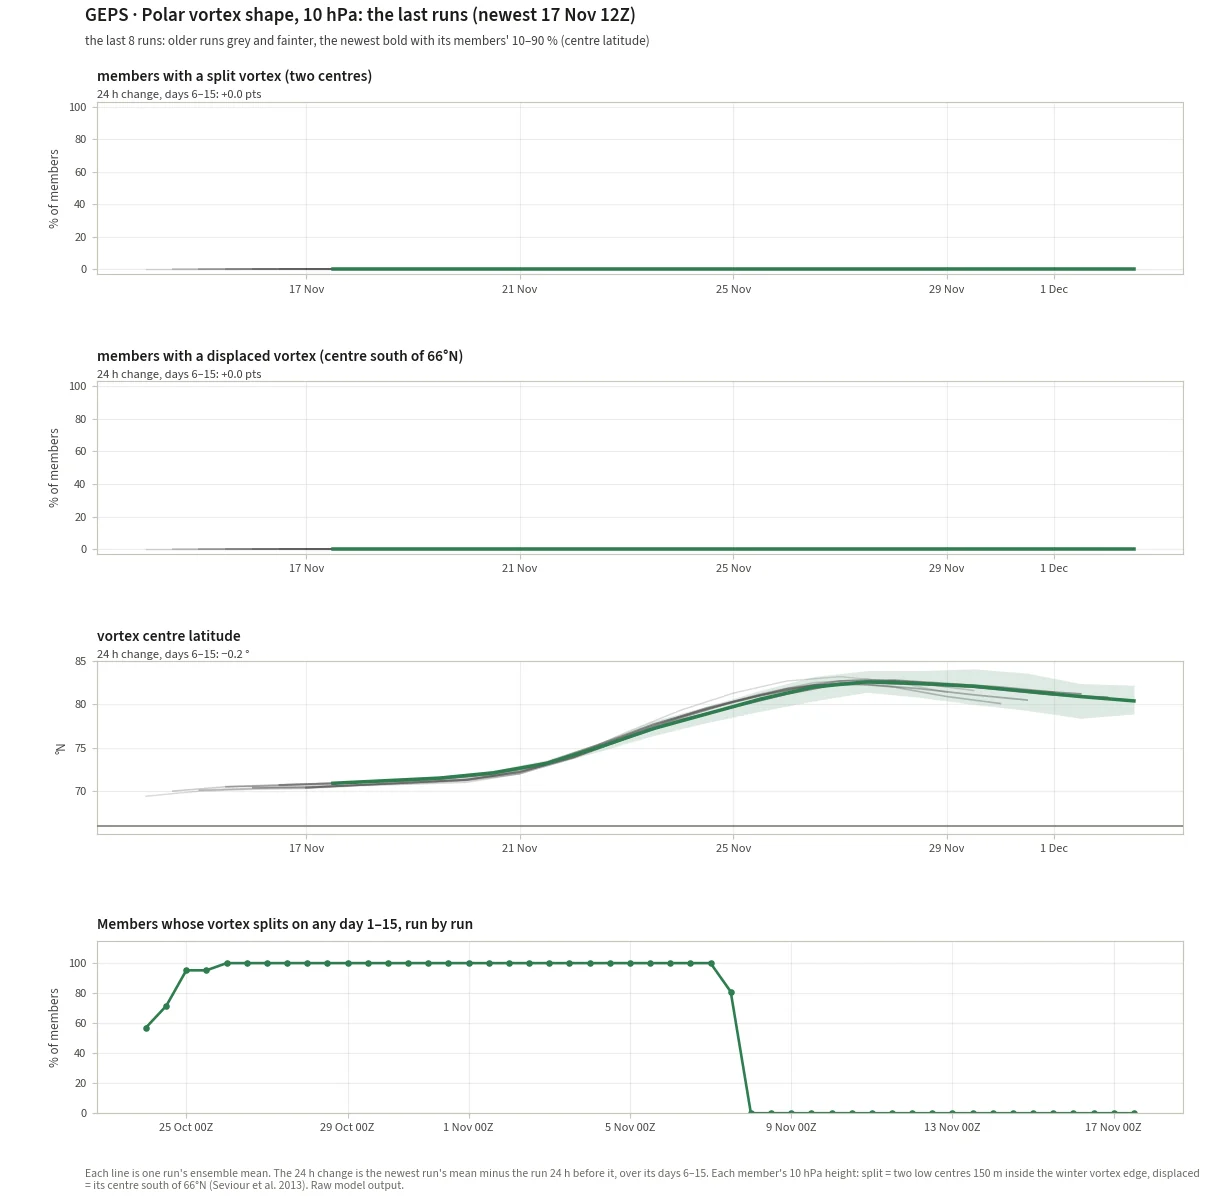 GEPS · Polar vortex shape, 10 hPa: the last runs (newest 17 Nov 12Z)
the last 8 runs: older runs grey and fainter, the newest bold with its members' 10–90 % (centre latitude)
members with a split vortex (two centres)
24 h change, days 6–15: +0.0 pts
100
80
60
40
20
0
% of members
17 Nov
21 Nov
25 Nov
29 Nov
1 Dec
members with a displaced vortex (centre south of 66°N)
24 h change, days 6–15: +0.0 pts
100
80
60
40
20
0
% of members
17 Nov
21 Nov
25 Nov
29 Nov
1 Dec
vortex centre latitude
24 h change, days 6–15: −0.2 °
85
80
75
70
°N
17 Nov
21 Nov
25 Nov
29 Nov
1 Dec
Members whose vortex splits on any day 1–15, run by run
100
80
60
40
20
0
% of members
25 Oct 00Z
29 Oct 00Z
1 Nov 00Z
5 Nov 00Z
9 Nov 00Z
13 Nov 00Z
17 Nov 00Z
Each line is one run's ensemble mean. The 24 h change is the newest run's mean minus the run 24 h before it, over its days 6–15. Each member's 10 hPa height: split = two low centres 150 m inside the winter vortex edge, displaced
= its centre south of 66°N (Seviour et al. 2013). Raw model output.